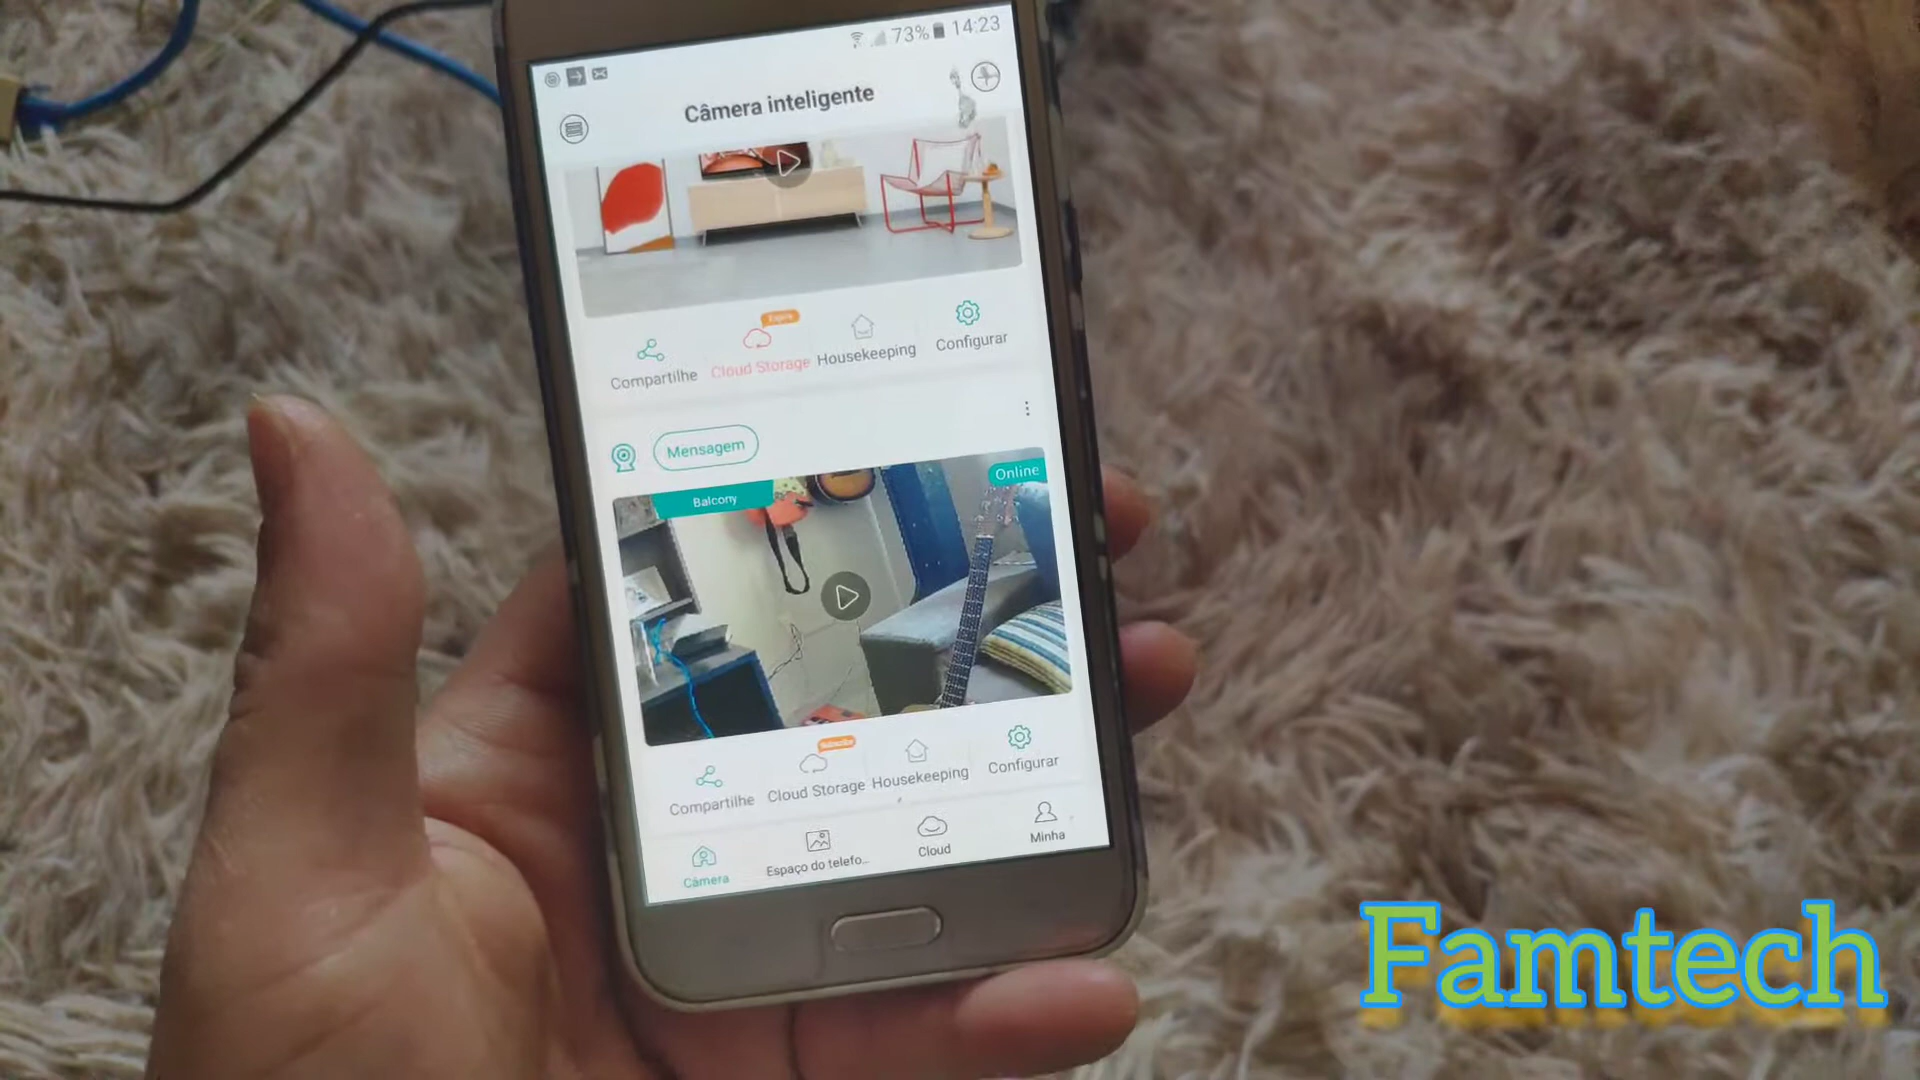 73% 14:23
Câmera inteligente
Compartilhe
Cloud Storage
Housekeeping
Configurar
Mensagem
Balcony
Online
Compartilhe
Cloud Storage
Housekeeping
Configurar
Câmera
Espaço do telefo...
Cloud
Minha
Famtech